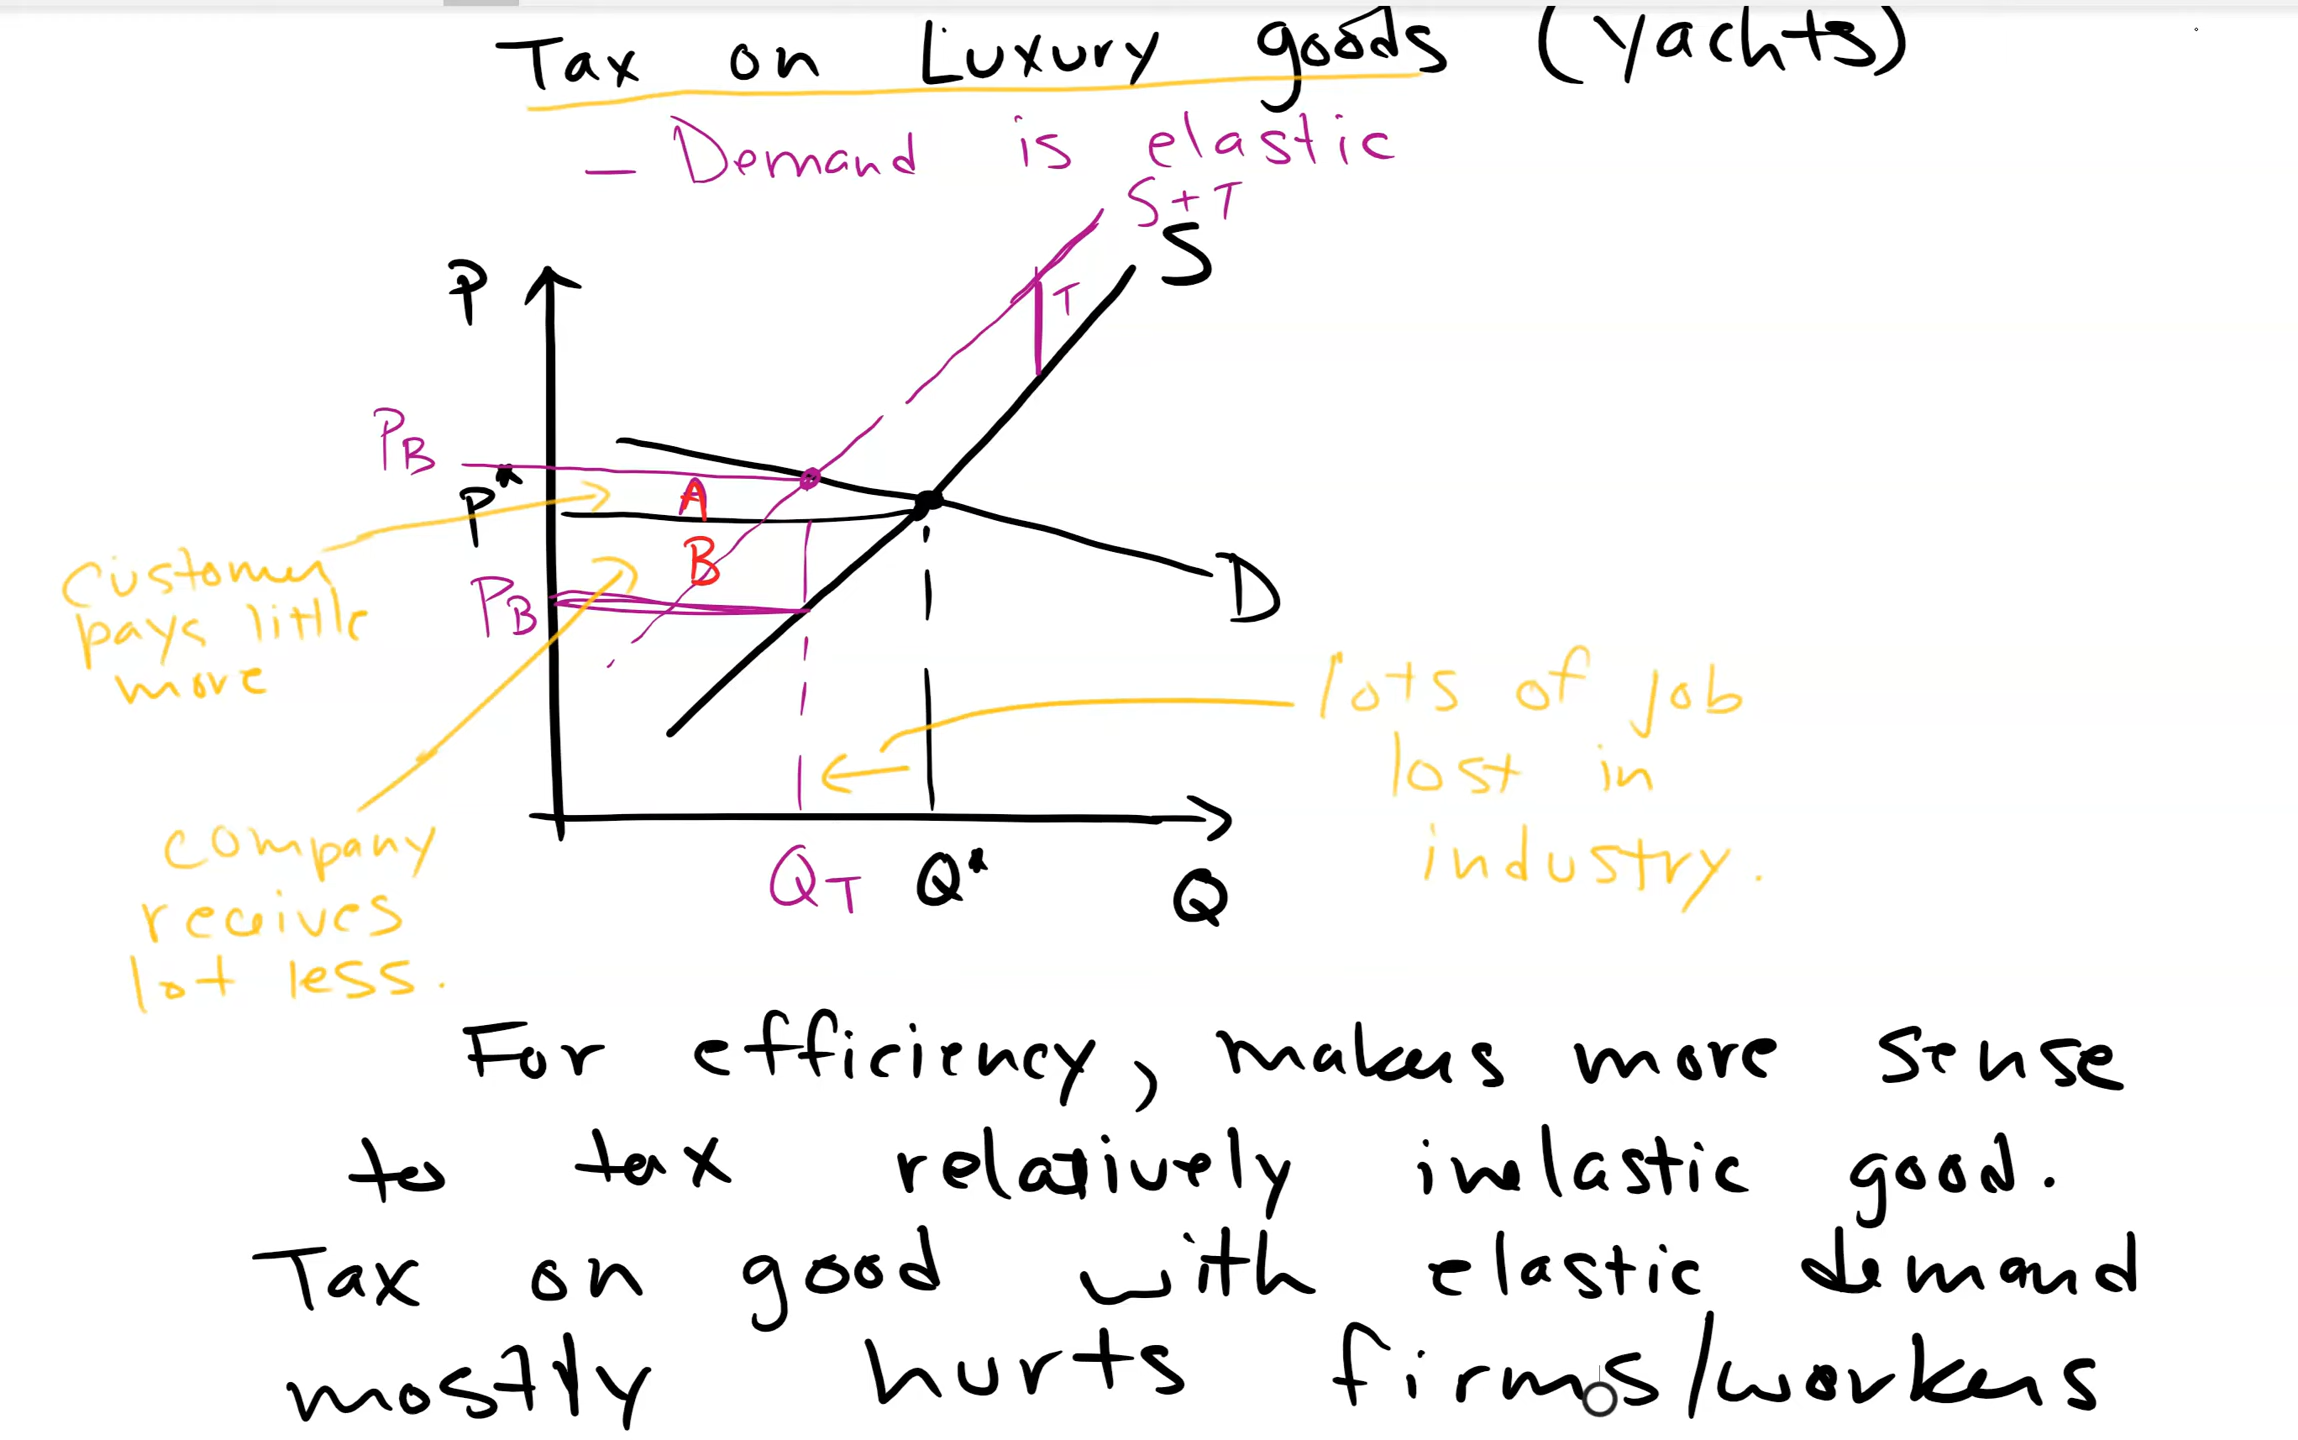 Tax on Luxury goods (Yachts)
- Demand is elastic
S+T
S
P
T
PB
P*
A
B
PB
D
Customer
pays little
more
lots of job
lost in
industry.
company
receives
lot less.
QT
Q*
Q
For efficiency, makes more sense
to tax relatively inelastic good.
Tax on good with elastic demand
mostly hurts firms/workers